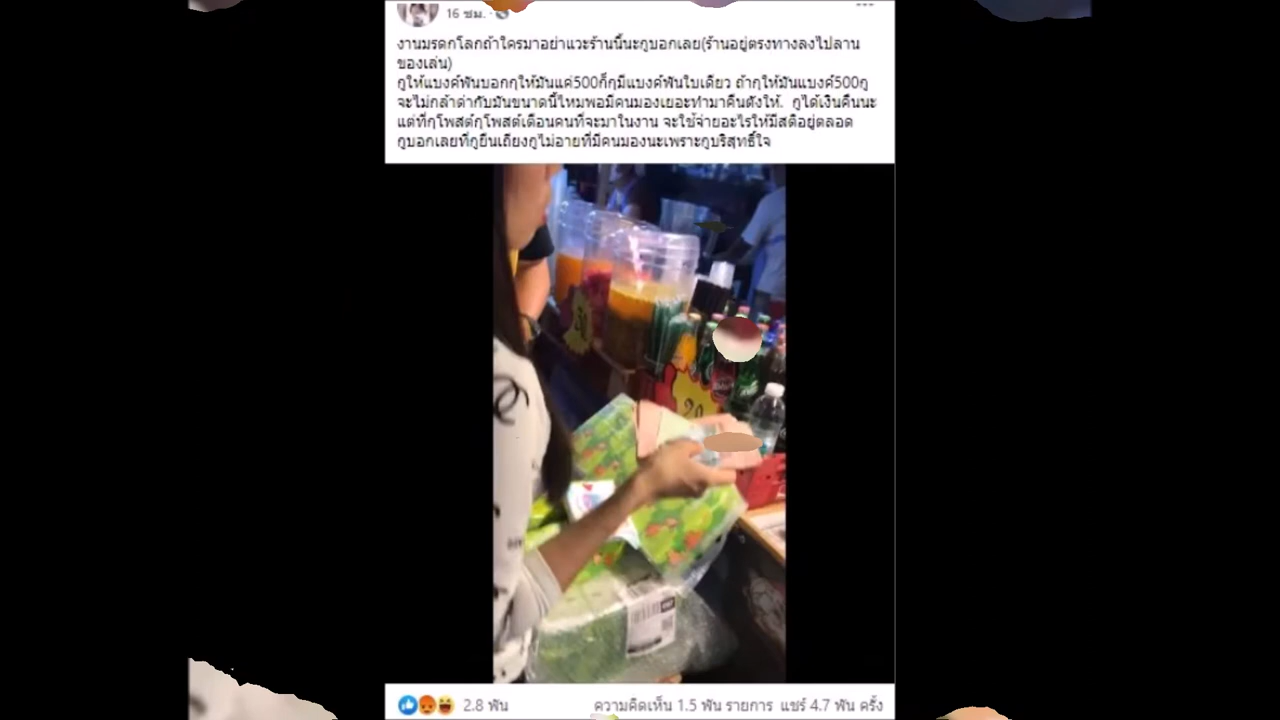 16 ชม.
งานมรดกโลกถ้าใครมาอย่าแวะร้านนี้นะกูบอกเลย(ร้านอยู่ตรงทางลงไปลาน
ของเล่น)
กูให้แบงค์พันบอกกูให้มันแค่500ก็กูมีแบงค์พันใบเดียว ถ้ากูให้มันแบงค์500กู
จะไม่กล้าด่ากับมันขนาดนี้ไหมพอมีคนมองเยอะทำมาคืนตังให้. กูได้เงินคืนนะ
แต่ที่กูโพสต์กูโพสต์เตือนคนที่จะมาในงาน จะใช้จ่ายอะไรให้มีสติอยู่ตลอด
กูบอกเลยที่กูยืนเถียงกูไม่อายที่มีคนมองนะเพราะกูบริสุทธิ์ใจ
20
2.8 พัน
ความคิดเห็น 1.5 พัน รายการ แชร์ 4.7 พัน ครั้ง